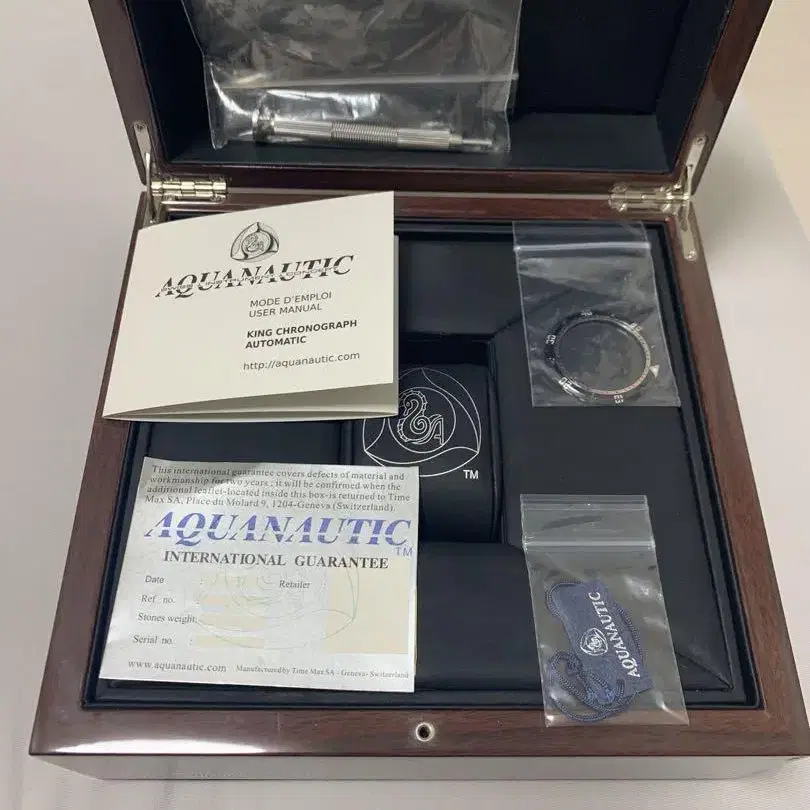 AQUANAUTIC
SWISS INSTRUMENT CONCEPT
MODE D'EMPLOI
USER MANUAL
KING CHRONOGRAPH
AUTOMATIC
http://aquanautic.com
TM
This international guarantee covers defects of material and
workmanship for two years ; it will be confirmed when the
additional leaflet-located inside this box-is returned to Time
Max SA, Place du Molard 9, 1204-Geneva (Switzerland).
AQUANAUTIC
TM
INTERNATIONAL GUARANTEE
Date : Retailer
Ref no.
Stones weight:
Serial no.
www.aquanautic.com Manufactured by Time Max SA - Geneva- Switzerland
AQUANAUTIC